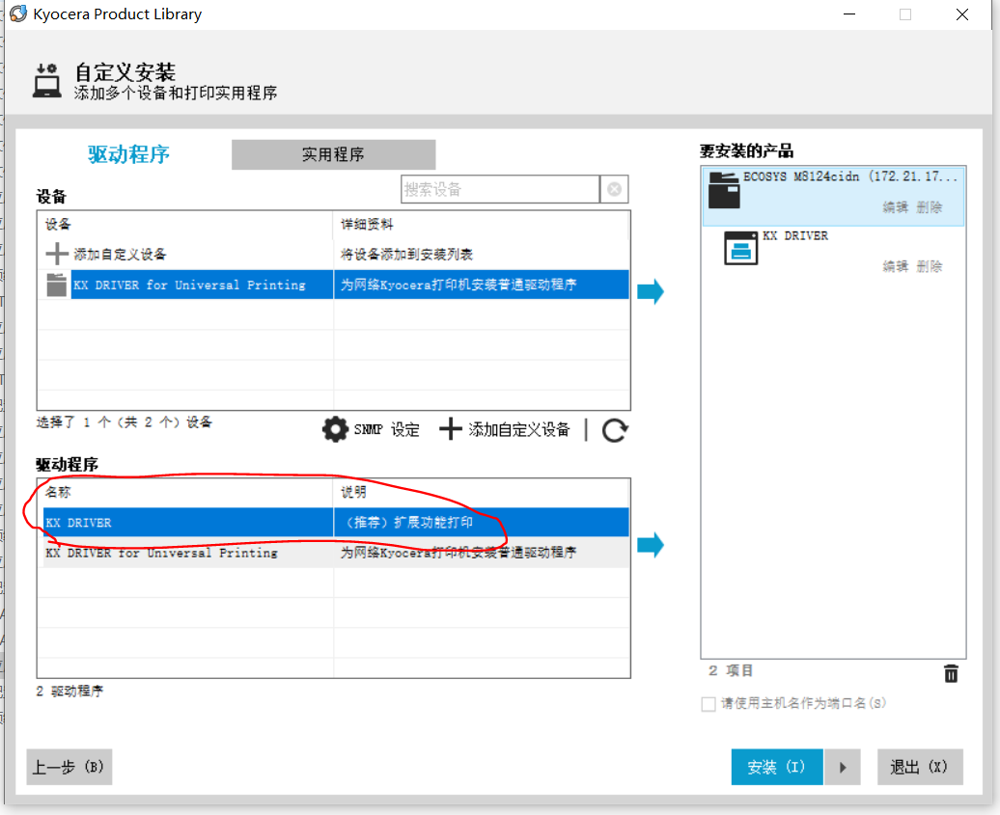 Kyocera Product Library
自定义安装
添加多个设备和打印实用程序
驱动程序
实用程序
搜索设备
设备
设备 详细资料
添加自定义设备 将设备添加到安装列表
KX DRIVER for Universal Printing 为网络Kyocera打印机安装普通驱动程序
选择了 1 个（共 2 个）设备
SNMP 设定
添加自定义设备
驱动程序
名称 说明
KX DRIVER （推荐）扩展功能打印
KX DRIVER for Universal Printing 为网络Kyocera打印机安装普通驱动程序
2 驱动程序
要安装的产品
ECOSYS M8124cidn (172.21.17...
编辑 删除
KX DRIVER
编辑 删除
2 项目
请使用主机名作为端口名(S)
上一步 (B)
安装 (I)
退出 (X)